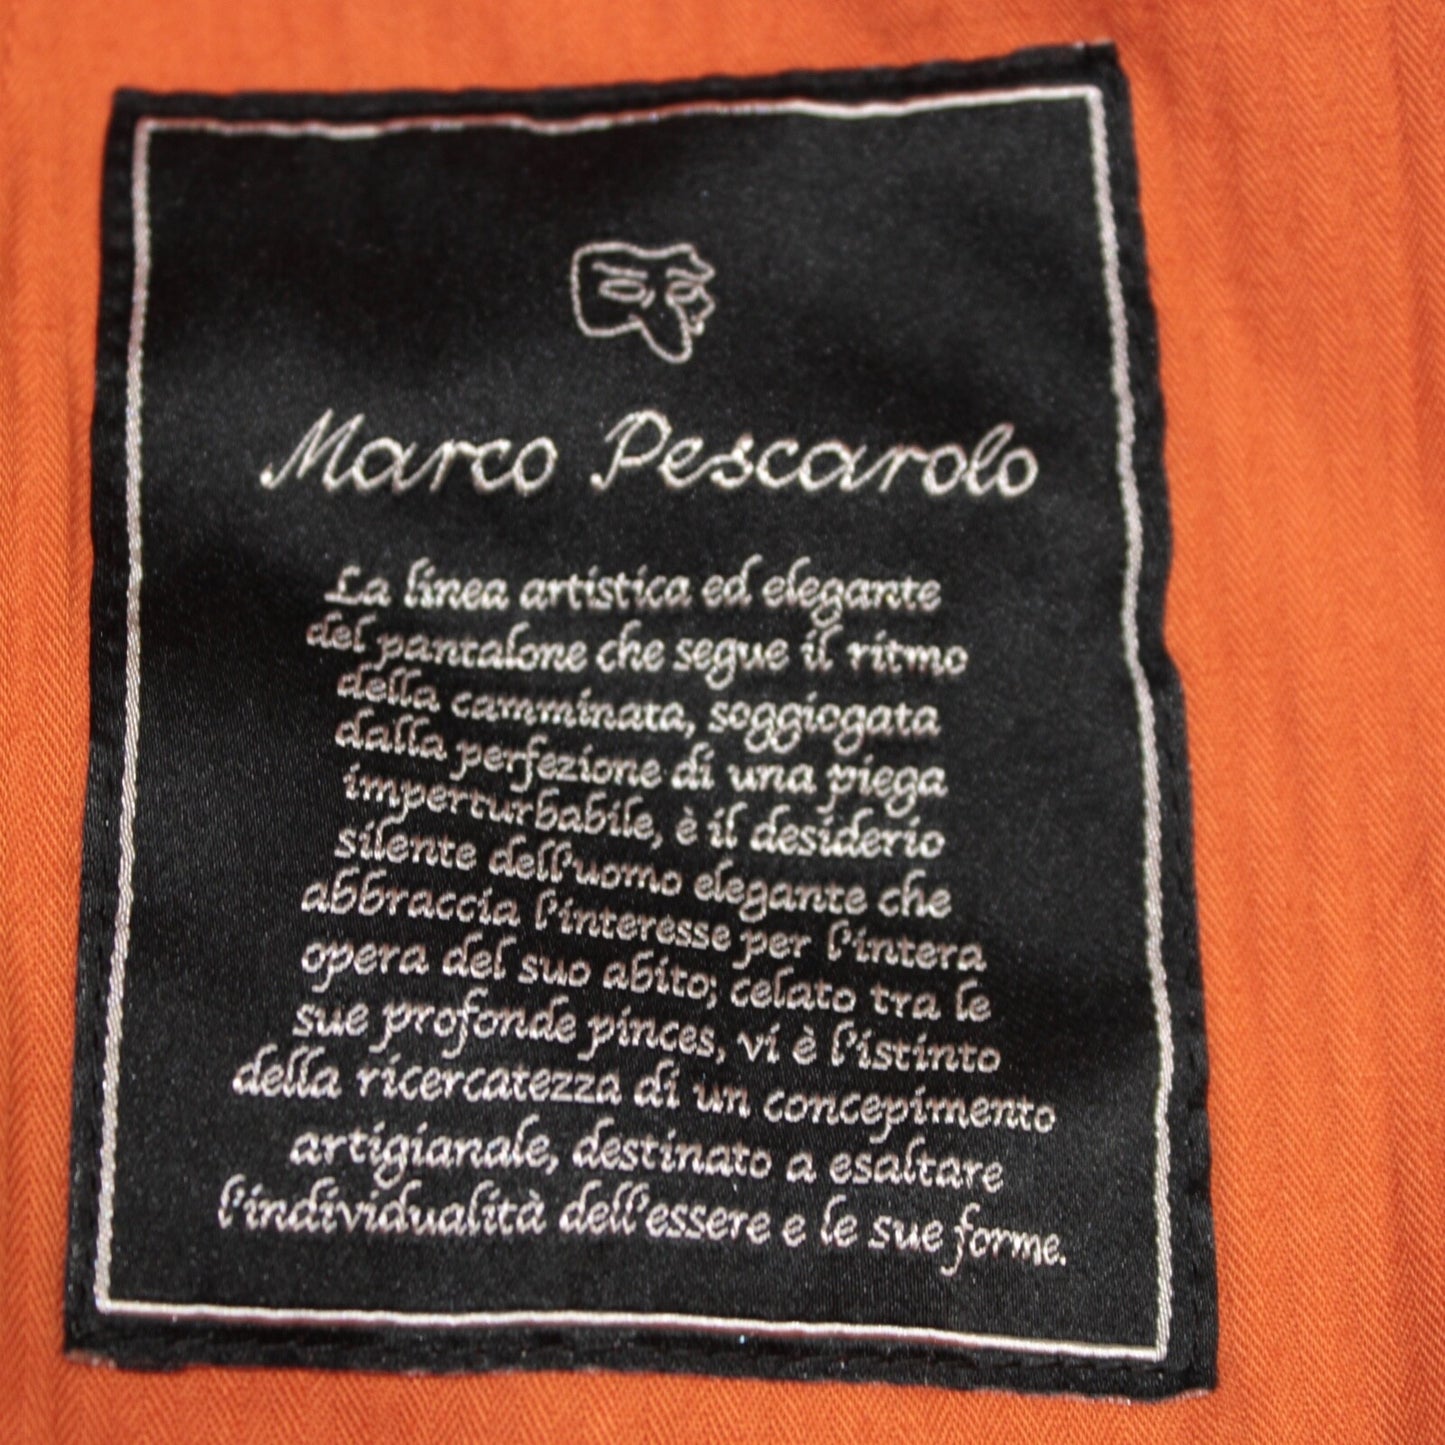 Marco Pescarolo
La linea artistica ed elegante
del pantalone che segue il ritmo
della camminata, soggiogata
dalla perfezione di una piega
imperturbabile, è il desiderio
silente dell'uomo elegante che
abbraccia l'interesse per l'intera
opera del suo abito; celato tra le
sue profonde pinces, vi è l'istinto
della ricercatezza di un concepimento
artigianale, destinato a esaltare
l'individualità dell'essere e le sue forme.